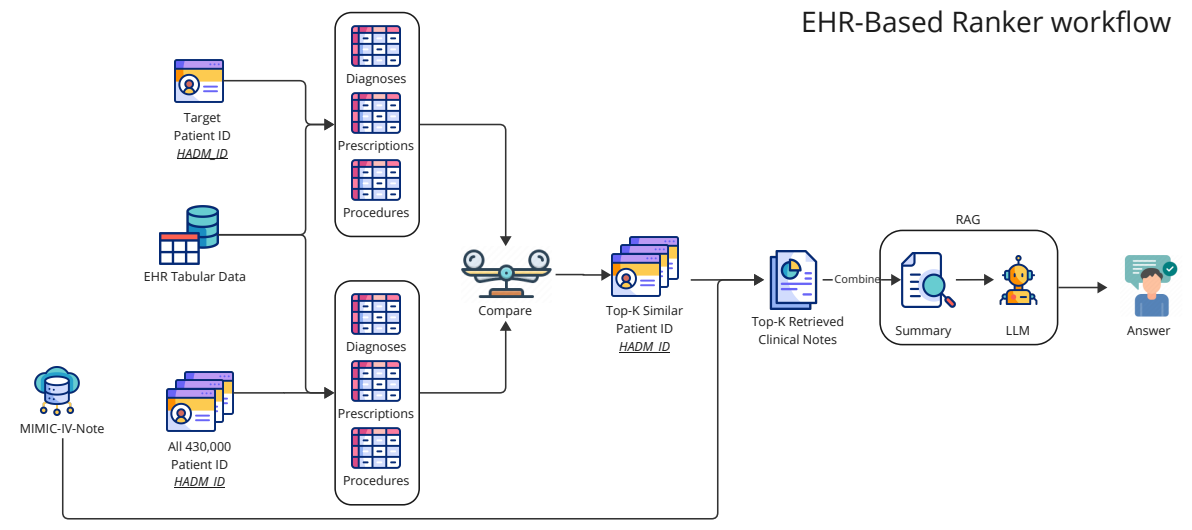 EHR-Based Ranker workflow
Target
Patient ID
HADM_ID
EHR Tabular Data
MIMIC-IV-Note
All 430,000
Patient ID
HADM_ID
Diagnoses
Prescriptions
Procedures
Diagnoses
Prescriptions
Procedures
Compare
Top-K Similar
Patient ID
HADM_ID
Top-K Retrieved
Clinical Notes
Combine
RAG
Summary
LLM
Answer